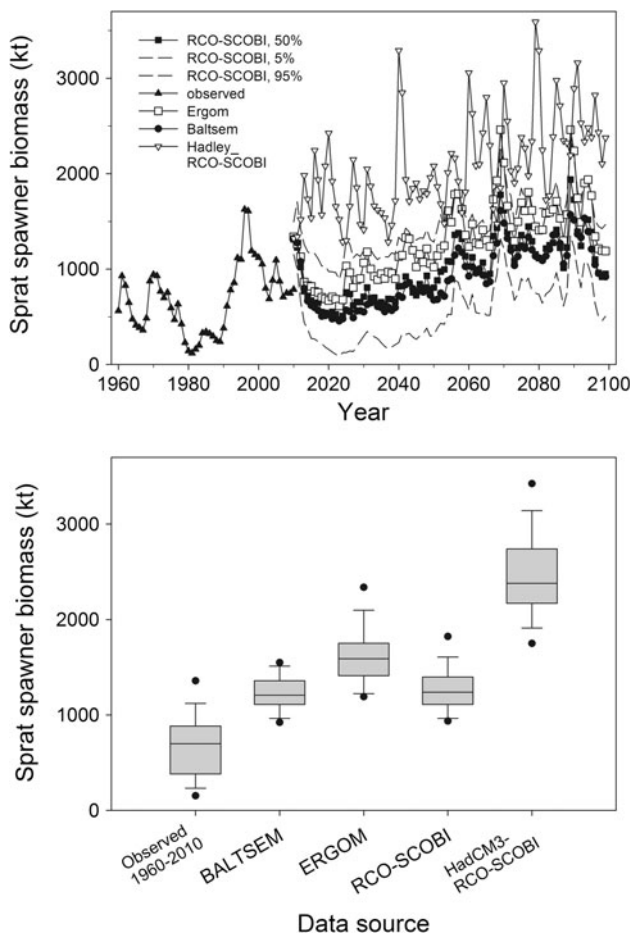 Sprat spawner biomass (kt)
3000
2000
1000
0
RCO-SCOBI, 50%
RCO-SCOBI, 5%
RCO-SCOBI, 95%
observed
Ergom
Baltsem
Hadley_
RCO-SCOBI
1960 1980 2000 2020 2040 2060 2080 2100
Year
Sprat spawner biomass (kt)
3000
2000
1000
0
Observed
1960-2010
BALTSEM
ERGOM
RCO-SCOBI
HadCM3-
RCO-SCOBI
Data source